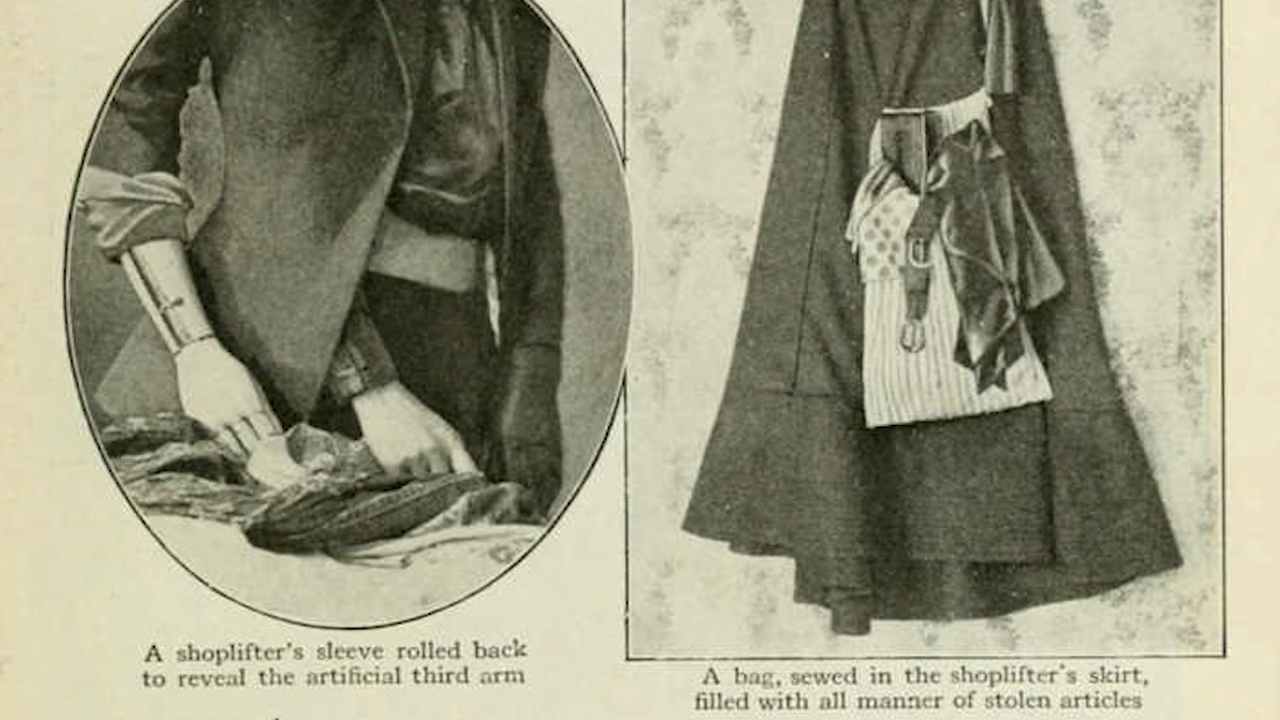 A shoplifter's sleeve rolled back
to reveal the artificial third arm
A bag, sewed in the shoplifter's skirt,
filled with all manner of stolen articles